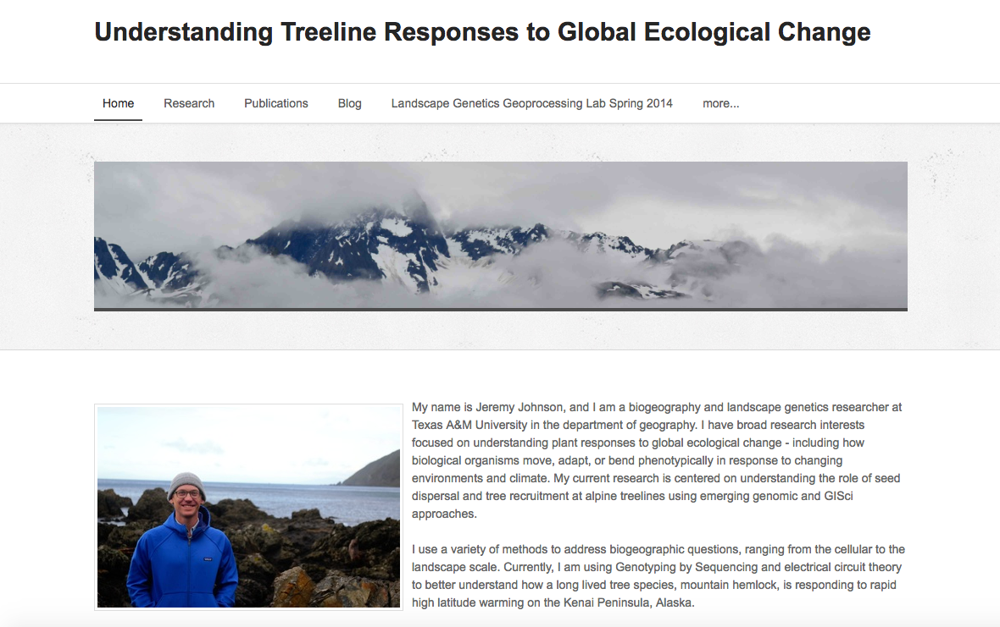 Understanding Treeline Responses to Global Ecological Change
Home Research Publications Blog Landscape Genetics Geoprocessing Lab Spring 2014 more...
My name is Jeremy Johnson, and I am a biogeography and landscape genetics researcher at
Texas A&M University in the department of geography. I have broad research interests
focused on understanding plant responses to global ecological change - including how
biological organisms move, adapt, or bend phenotypically in response to changing
environments and climate. My current research is centered on understanding the role of seed
dispersal and tree recruitment at alpine treelines using emerging genomic and GISci
approaches.
I use a variety of methods to address biogeographic questions, ranging from the cellular to the
landscape scale. Currently, I am using Genotyping by Sequencing and electrical circuit theory
to better understand how a long lived tree species, mountain hemlock, is responding to rapid
high latitude warming on the Kenai Peninsula, Alaska.